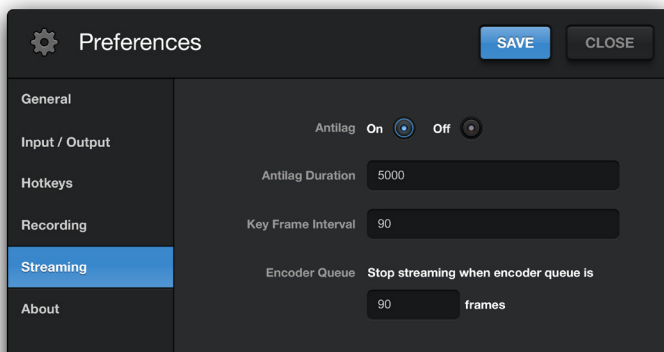 Preferences
SAVE
CLOSE
General
Input / Output
Hotkeys
Recording
Streaming
About
Antilag On Off
Antilag Duration 5000
Key Frame Interval 90
Encoder Queue Stop streaming when encoder queue is
90 frames